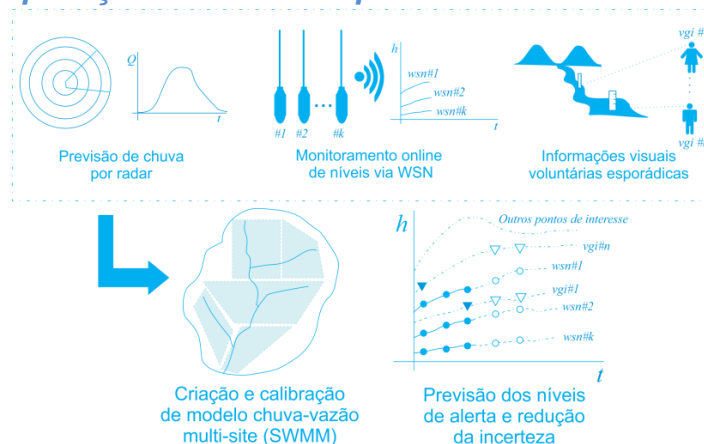 Q
t
#1 #2 ... #k
h
wsn#1
wsn#2
wsn#k
t
vgi #
vgi #
Previsão de chuva
por radar
Monitoramento online
de níveis via WSN
Informações visuais
voluntárias esporádicas
h
Outros pontos de interesse
vgi#n
wsn#1
vgi#1
wsn#2
wsn#k
t
Criação e calibração
de modelo chuva-vazão
multi-site (SWMM)
Previsão dos níveis
de alerta e redução
da incerteza